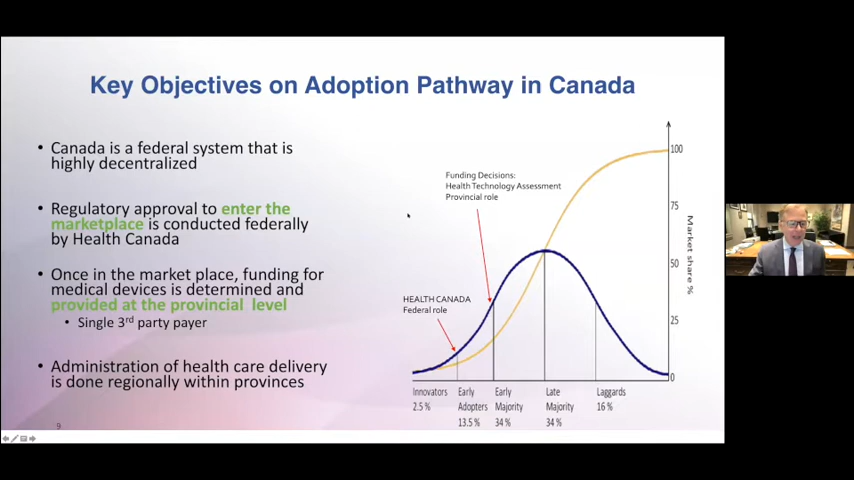 Key Objectives on Adoption Pathway in Canada
• Canada is a federal system that is
highly decentralized
• Regulatory approval to enter the
marketplace is conducted federally
by Health Canada
• Once in the market place, funding for
medical devices is determined and
provided at the provincial level
• Single 3rd party payer
• Administration of health care delivery
is done regionally within provinces
9
Funding Decisions:
Health Technology Assessment
Provincial role
HEALTH CANADA
Federal role
100
75
50
25
0
Market share %
Innovators
2.5 %
Early
Adopters
13.5 %
Early
Majority
34 %
Late
Majority
34 %
Laggards
16 %